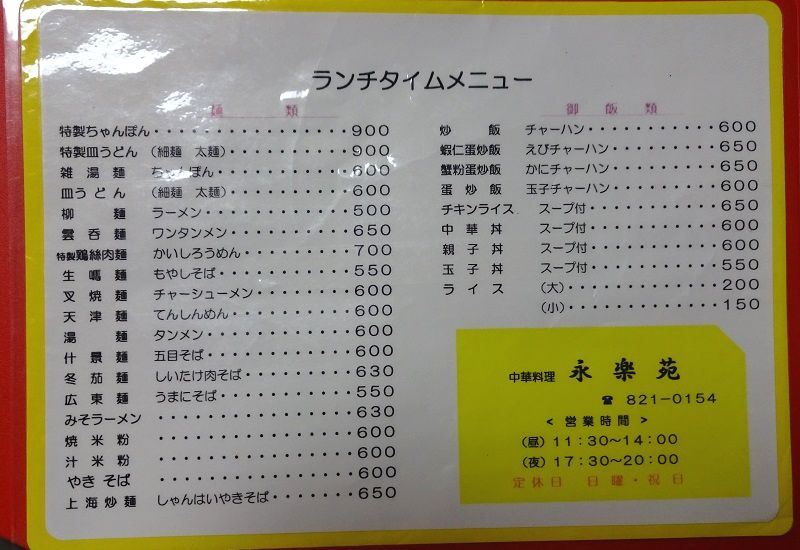 ランチタイムメニュー
麺 類
特製ちゃんぽん・・・・・・・・・・・・・・・・・900
特製皿うどん （細麺 太麺）・・・・・・・・・・・900
雑湯麺 ちゃんぽん・・・・・・・・・・・・600
皿うどん （細麺 太麺）・・・・・・・・・・・600
柳麺 ラーメン・・・・・・・・・・・・・500
雲呑麺 ワンタンメン・・・・・・・・・・・650
特製鶏絲肉麺 かいしろうめん・・・・・・・・・・700
生嗎麺 もやしそば・・・・・・・・・・・・550
叉焼麺 チャーシューメン・・・・・・・・・600
天津麺 てんしんめん・・・・・・・・・・・600
湯麺 タンメン・・・・・・・・・・・・・600
什景麺 五目そば・・・・・・・・・・・・・600
冬茄麺 しいたけ肉そば・・・・・・・・・・630
広東麺 うまにそば・・・・・・・・・・・・550
みそラーメン ・・・・・・・・・・・・・・・・630
焼米粉 ・・・・・・・・・・・・・・・・600
汁米粉 ・・・・・・・・・・・・・・・・600
やきそば ・・・・・・・・・・・・・・・・600
上海炒麺 しゃんはいやきそば・・・・・・・650
御飯類
炒飯 チャーハン・・・・・・・・・・・600
蝦仁蛋炒飯 えびチャーハン・・・・・・・・・650
蟹粉蛋炒飯 かにチャーハン・・・・・・・・・650
蛋炒飯 玉子チャーハン・・・・・・・・・600
チキンライス スープ付・・・・・・・・・・・650
中華丼 スープ付・・・・・・・・・・・600
親子丼 スープ付・・・・・・・・・・・600
玉子丼 スープ付・・・・・・・・・・・550
ライス （大）・・・・・・・・・・・・200
（小）・・・・・・・・・・・・150
中華料理 永楽苑
☎ 821-0154
< 営業時間 >
（昼）11:30～14:00
（夜）17:30～20:00
定休日 日曜・祝日